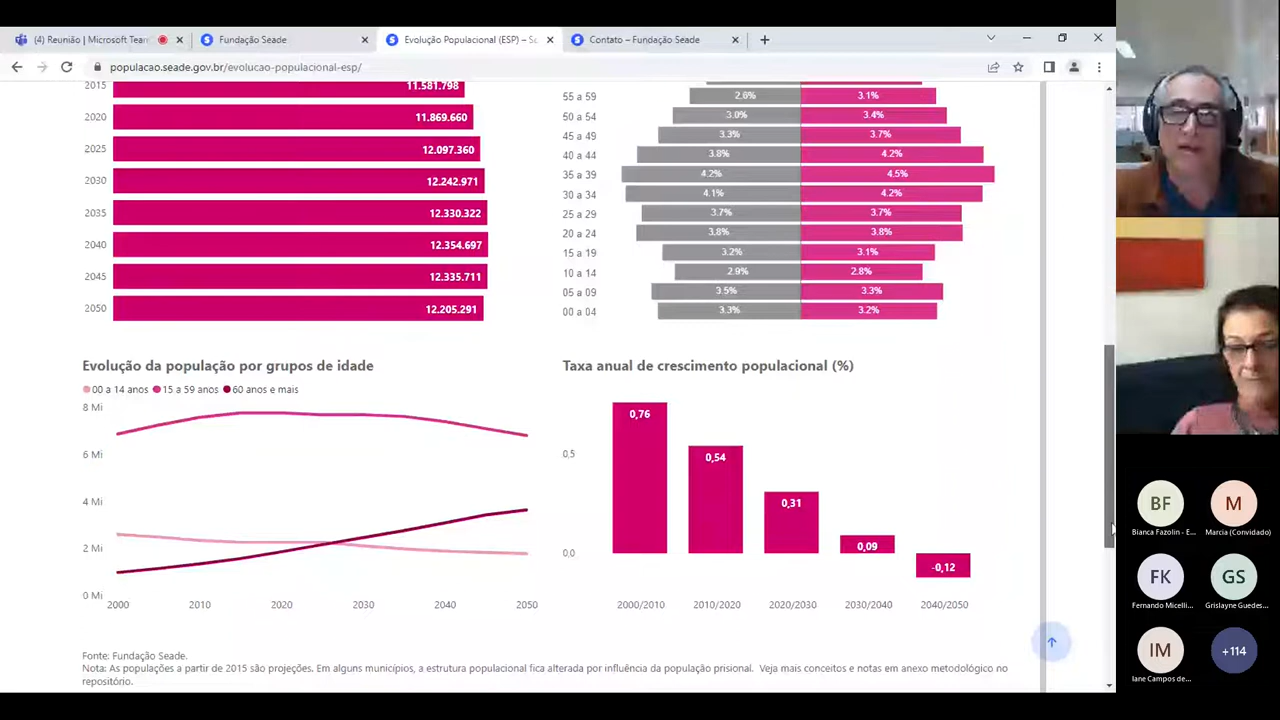 (4) Reunião | Microsoft Team
Fundação Seade
Evolução Populacional (ESP) – Se
Contato – Fundação Seade
populacao.seade.gov.br/evolucao-populacional-esp/
2015 11.581.798
2020 11.869.660
2025 12.097.360
2030 12.242.971
2035 12.330.322
2040 12.354.697
2045 12.335.711
2050 12.205.291
55 a 59 2.6% 3.1%
50 a 54 3.0% 3.4%
45 a 49 3.3% 3.7%
40 a 44 3.8% 4.2%
35 a 39 4.2% 4.5%
30 a 34 4.1% 4.2%
25 a 29 3.7% 3.7%
20 a 24 3.8% 3.8%
15 a 19 3.2% 3.1%
10 a 14 2.9% 2.8%
05 a 09 3.5% 3.3%
00 a 04 3.3% 3.2%
Evolução da população por grupos de idade
00 a 14 anos 15 a 59 anos 60 anos e mais
8 Mi
6 Mi
4 Mi
2 Mi
0 Mi
2000 2010 2020 2030 2040 2050
Taxa anual de crescimento populacional (%)
0,76
0,5 0,54
0,31
0,0 0,09
-0,12
2000/2010 2010/2020 2020/2030 2030/2040 2040/2050
Fonte: Fundação Seade.
Nota: As populações a partir de 2015 são projeções. Em alguns municípios, a estrutura populacional fica alterada por influência da população prisional. Veja mais conceitos e notas em anexo metodológico no
repositório.
BF M
Bianca Fazolin - E... Marcia (Convidado)
FK GS
Fernando Micelli... Grislayne Guedes...
IM +114
Iane Campos de...